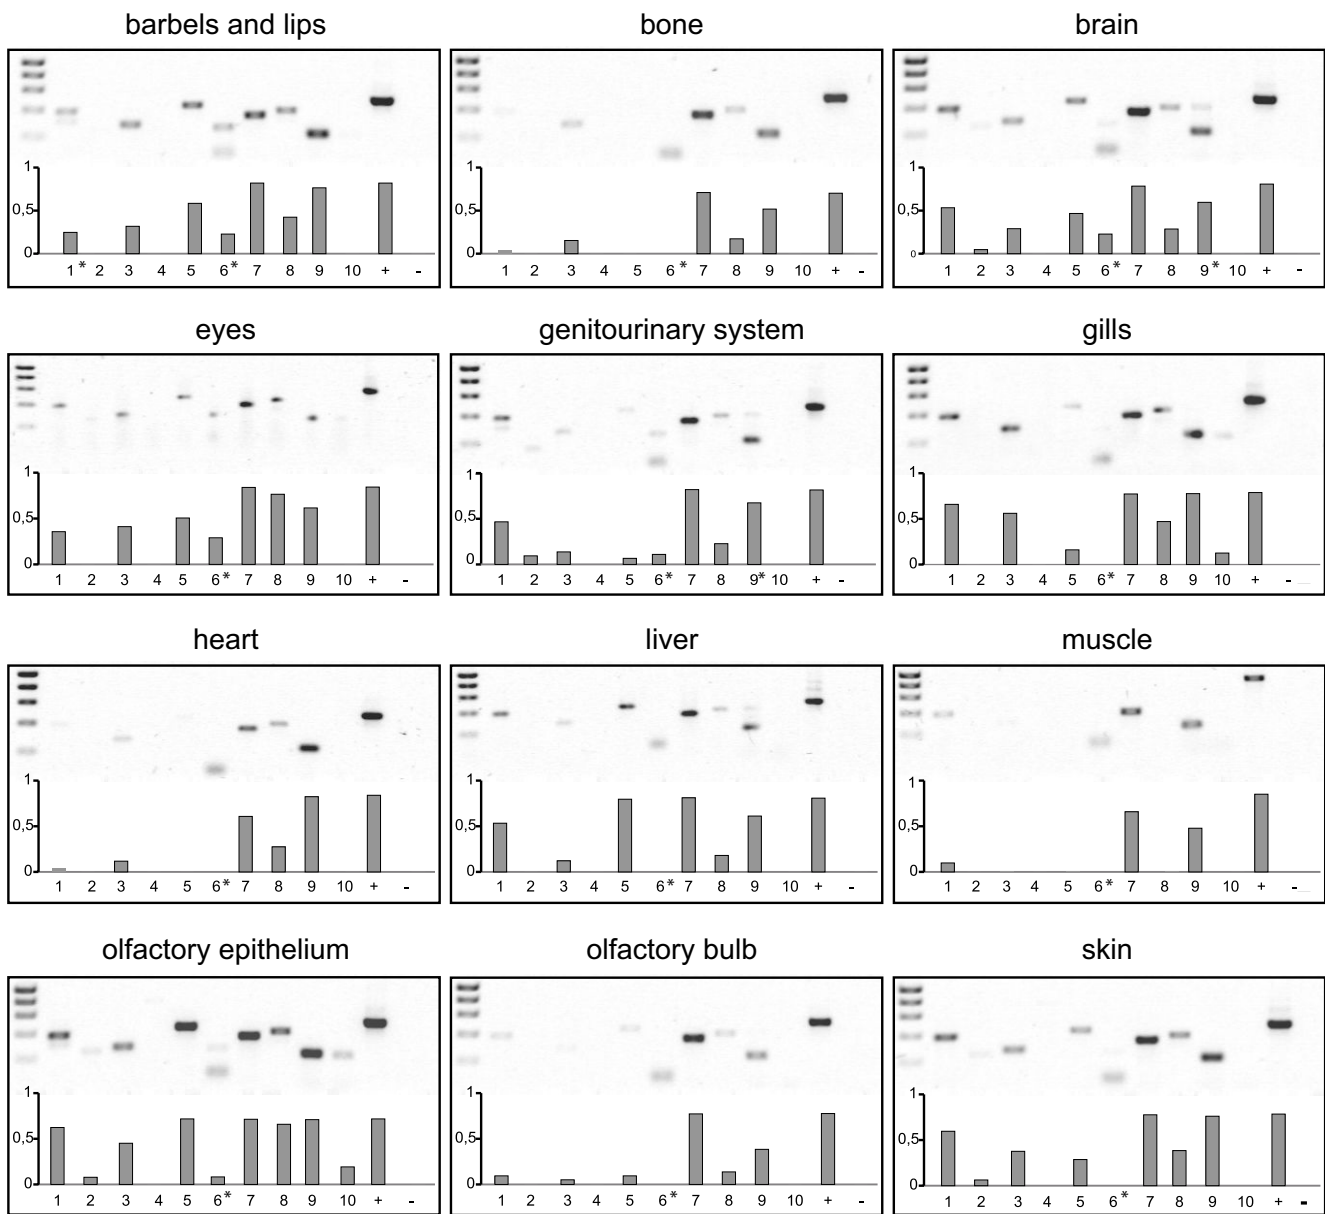 barbels and lips
bone
brain
1
0,5
0
1* 2 3 4 5 6* 7 8 9 10 + -
1
0,5
0
1 2 3 4 5 6* 7 8 9 10 + -
1
0,5
0
1 2 3 4 5 6* 7 8 9* 10 + -
eyes
genitourinary system
gills
1
0,5
0
1 2 3 4 5 6* 7 8 9 10 + -
1
0,5
0
1 2 3 4 5 6* 7 8 9* 10 + -
1
0,5
0
1 2 3 4 5 6* 7 8 9 10 + -
heart
liver
muscle
1
0,5
0
1 2 3 4 5 6* 7 8 9 10 + -
1
0,5
0
1 2 3 4 5 6* 7 8 9 10 + -
1
0,5
0
1 2 3 4 5 6* 7 8 9 10 + -
olfactory epithelium
olfactory bulb
skin
1
0,5
0
1 2 3 4 5 6* 7 8 9 10 + -
1
0,5
0
1 2 3 4 5 6* 7 8 9 10 + -
1
0,5
0
1 2 3 4 5 6* 7 8 9 10 + -